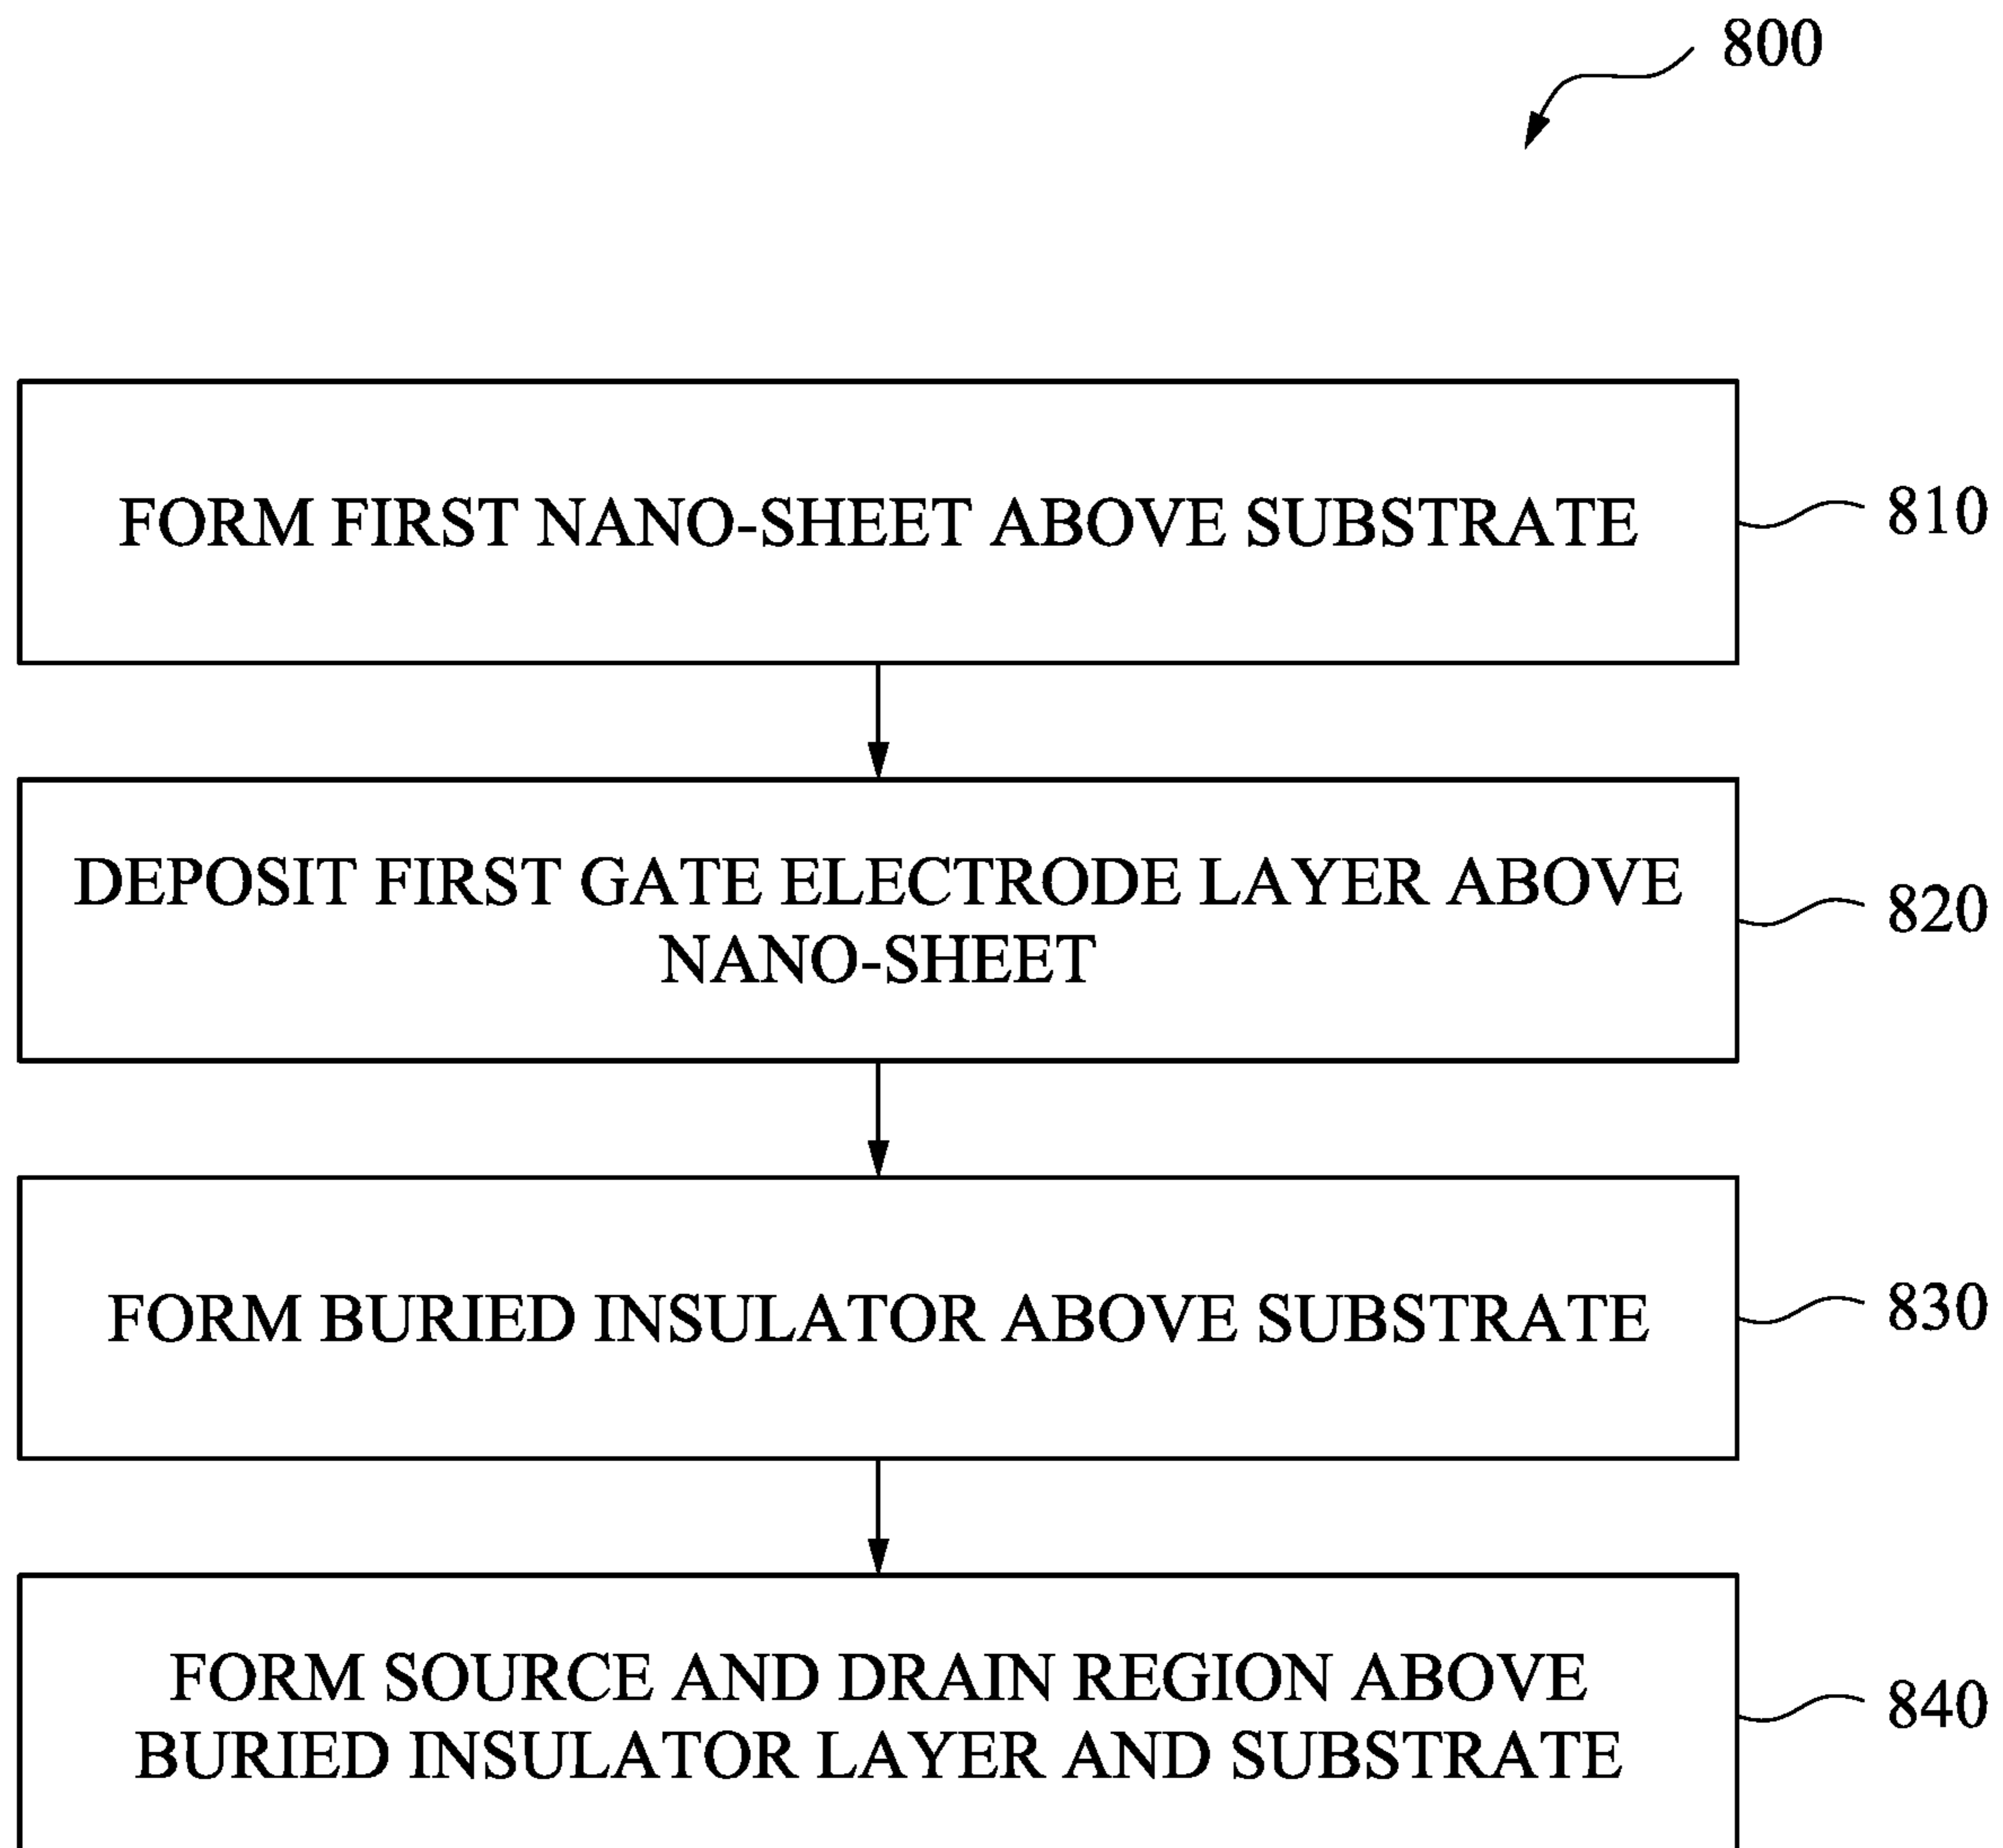 800
FORM FIRST NANO-SHEET ABOVE SUBSTRATE
810
DEPOSIT FIRST GATE ELECTRODE LAYER ABOVE
NANO-SHEET
820
FORM BURIED INSULATOR ABOVE SUBSTRATE
830
FORM SOURCE AND DRAIN REGION ABOVE
BURIED INSULATOR LAYER AND SUBSTRATE
840